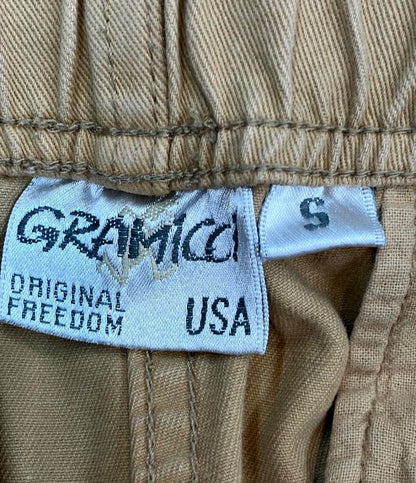 GRAMICCI
ORIGINAL
FREEDOM
USA
S